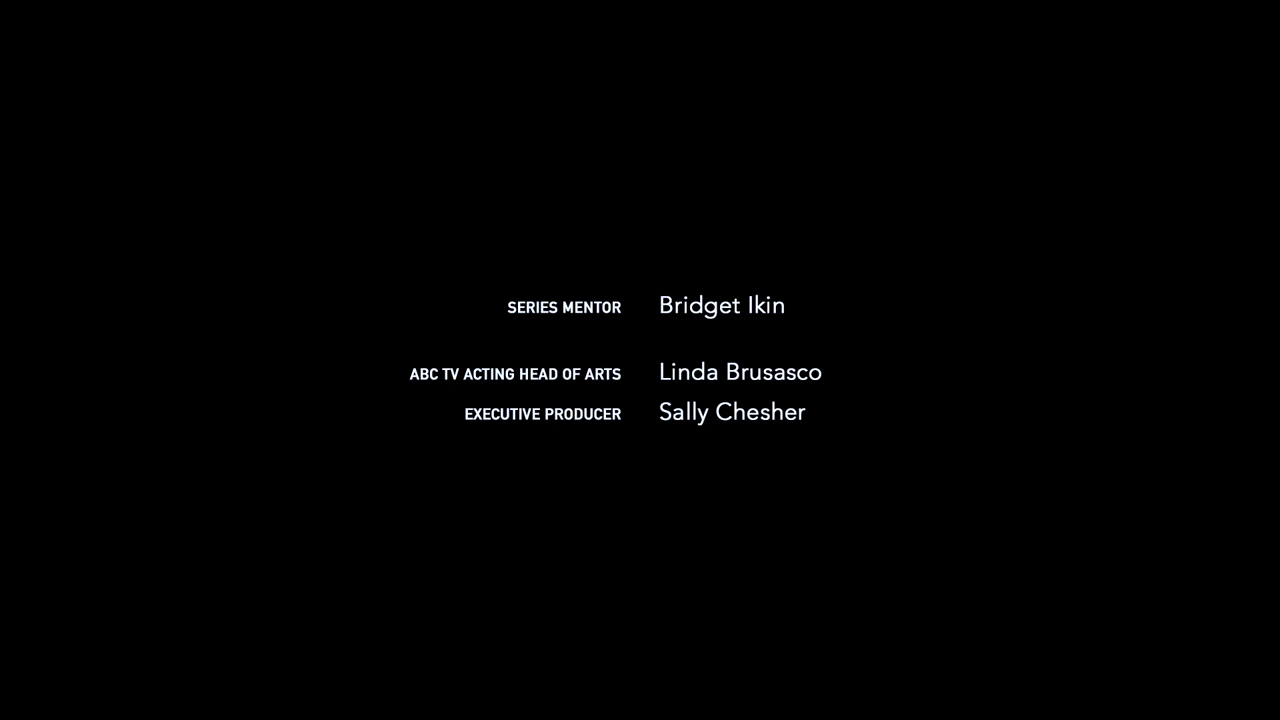 SERIES MENTOR Bridget Ikin
ABC TV ACTING HEAD OF ARTS Linda Brusasco
EXECUTIVE PRODUCER Sally Chesher